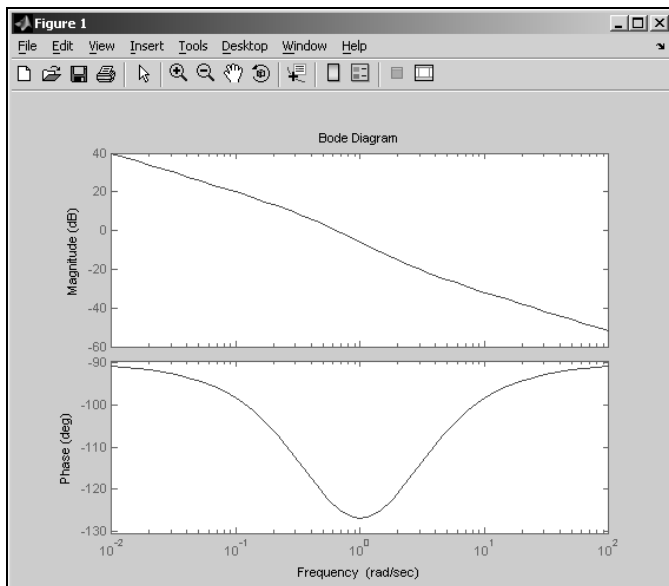 Figure 1
File Edit View Insert Tools Desktop Window Help
Bode Diagram
Magnitude (dB)
40
20
0
-20
-40
-60
Phase (deg)
-90
-100
-110
-120
-130
10^-2 10^-1 10^0 10^1 10^2
Frequency (rad/sec)